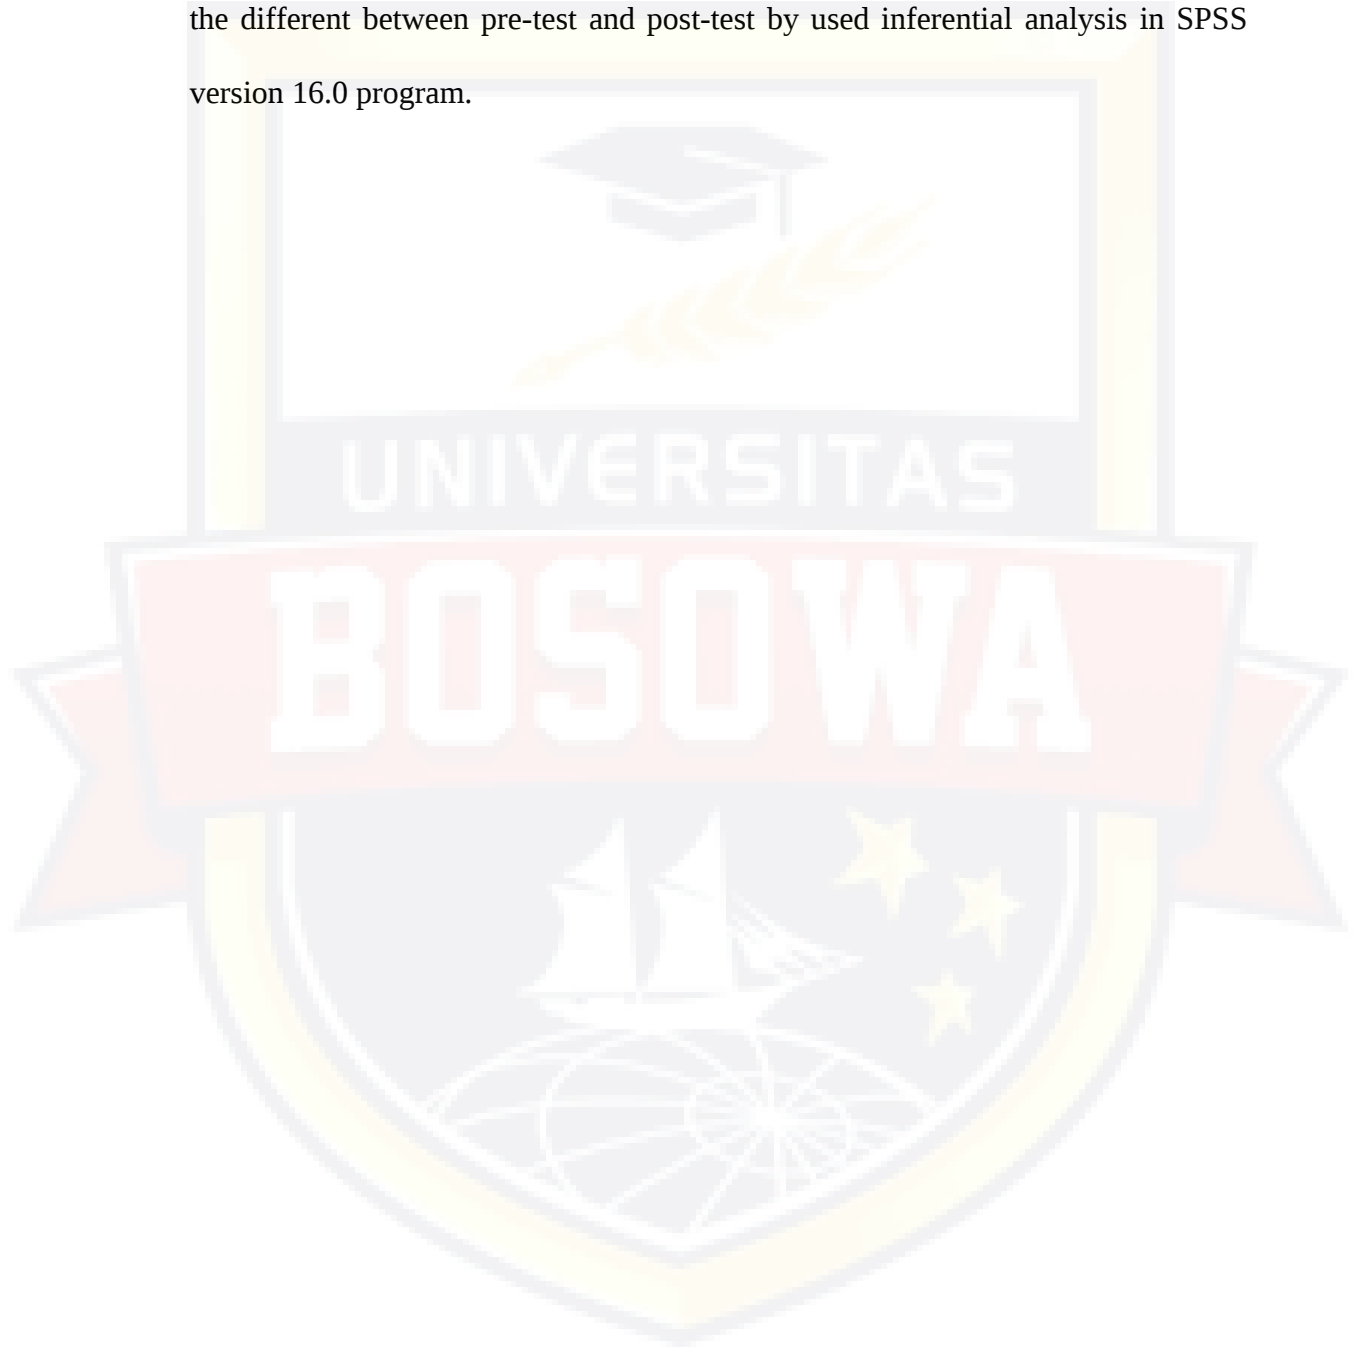 the different between pre-test and post-test by used inferential analysis in SPSS
version 16.0 program.
UNIVERSITAS
BOSOWA